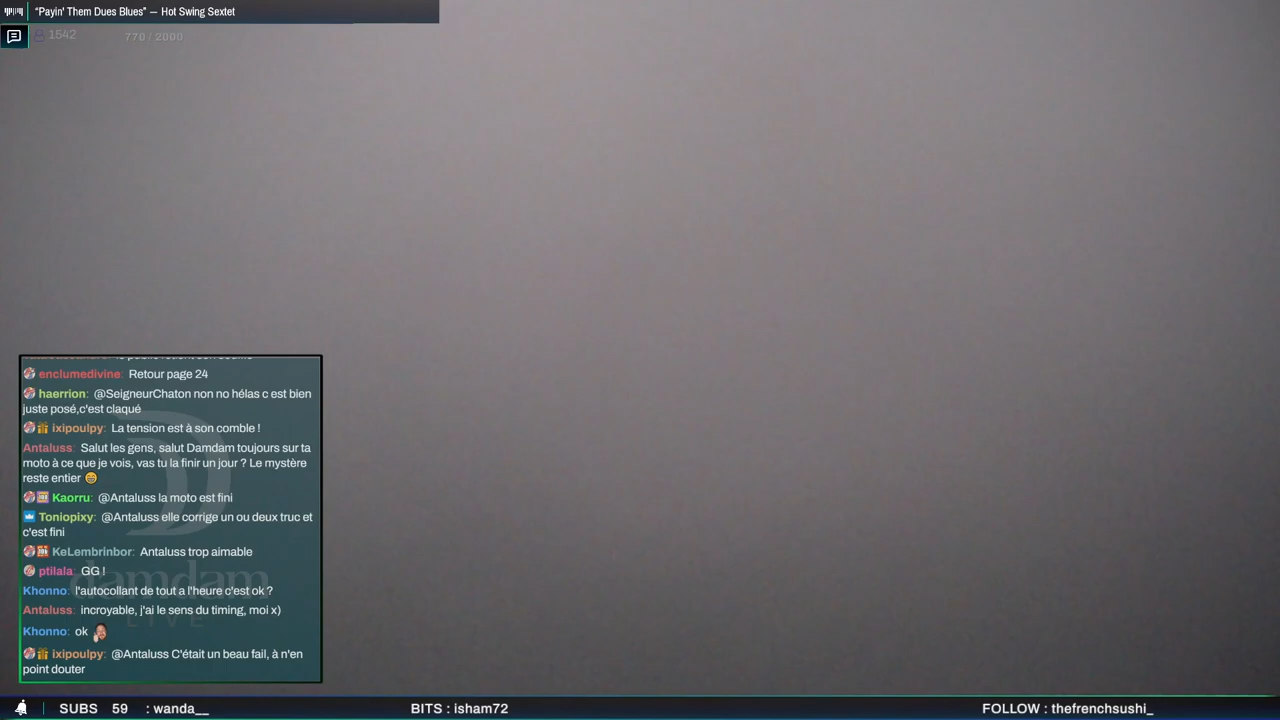 “Payin' Them Dues Blues” — Hot Swing Sextet
1542 770 / 2000
enclumedivine: Retour page 24
haerrion: @SeigneurChaton non no hélas c est bien
juste posé,c'est claqué
ixipoulpy: La tension est à son comble !
Antaluss: Salut les gens, salut Damdam toujours sur ta
moto à ce que je vois, vas tu la finir un jour ? Le mystère
reste entier
Kaorru: @Antaluss la moto est fini
Toniopixy: @Antaluss elle corrige un ou deux truc et
c'est fini
KeLembrinbor: Antaluss trop aimable
ptilala: GG !
Khonno: l'autocollant de tout a l'heure c'est ok ?
Antaluss: incroyable, j'ai le sens du timing, moi x)
Khonno: ok
ixipoulpy: @Antaluss C'était un beau fail, à n'en
point douter
damdam
LIVE
SUBS 59 : wanda__ BITS : isham72 FOLLOW : thefrenchsushi_